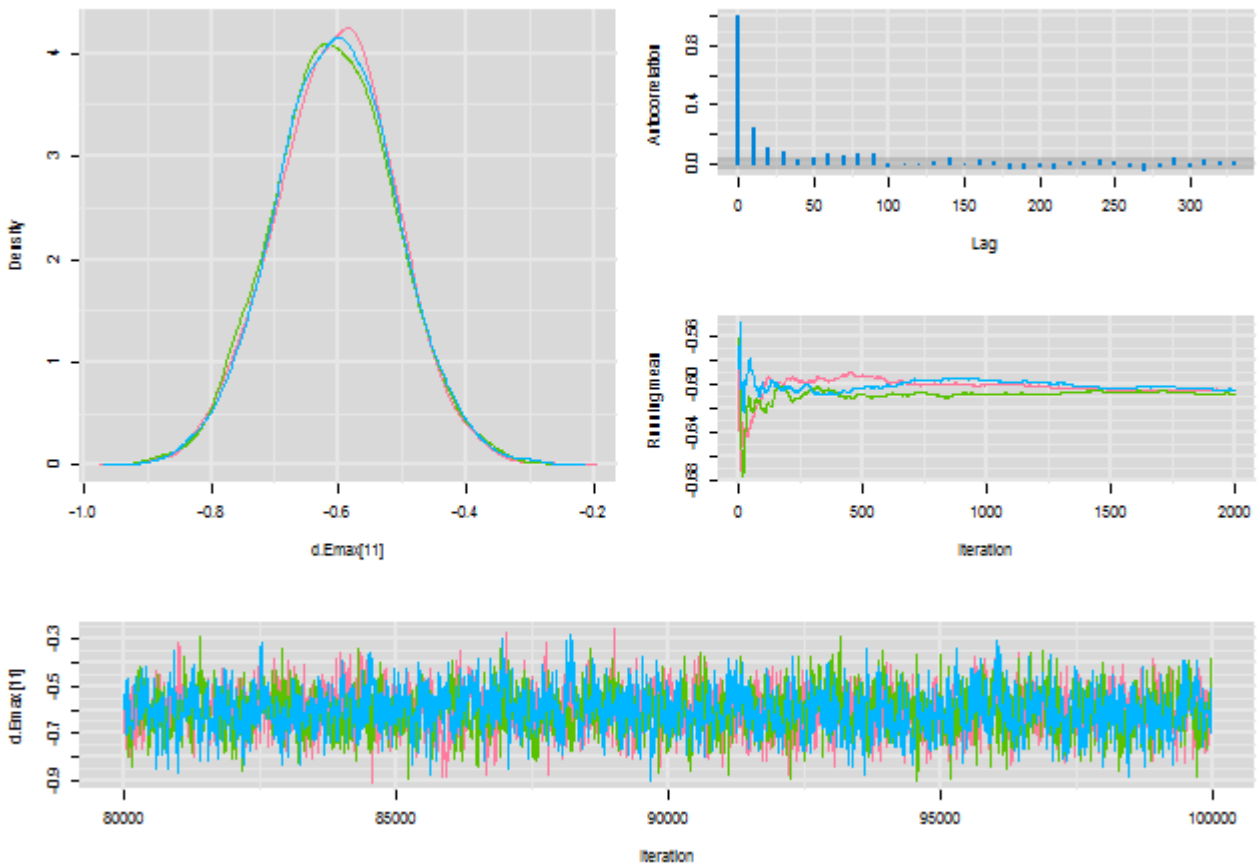 Density
4
3
2
1
0
-1.0 -0.8 -0.6 -0.4 -0.2
d.Emax[11]
Autocorrelation
0.8
0.4
0.0
0 50 100 150 200 250 300
Lag
Running mean
-0.56
-0.60
-0.64
-0.68
0 500 1000 1500 2000
Iteration
d.Emax[11]
-0.3
-0.5
-0.7
-0.9
80000 85000 90000 95000 100000
Iteration